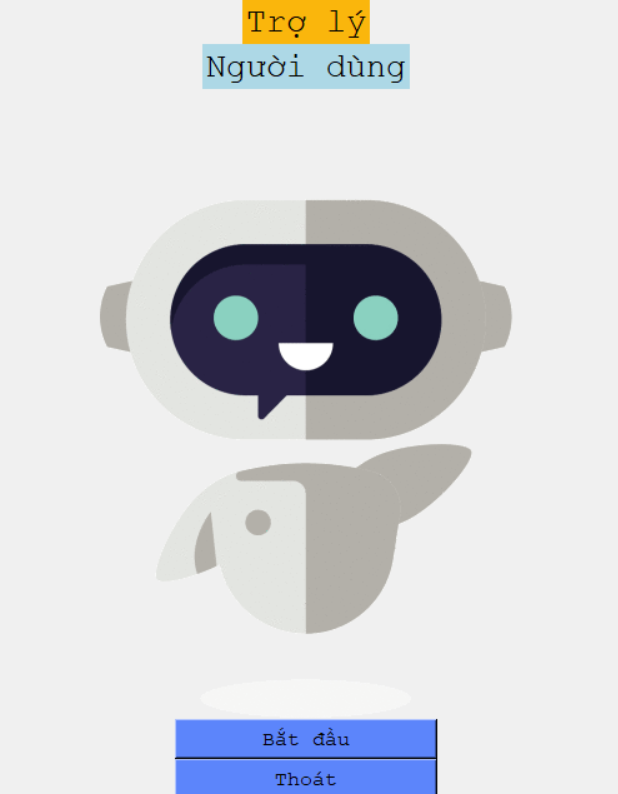 Trợ lý
Người dùng
Bắt đầu
Thoát